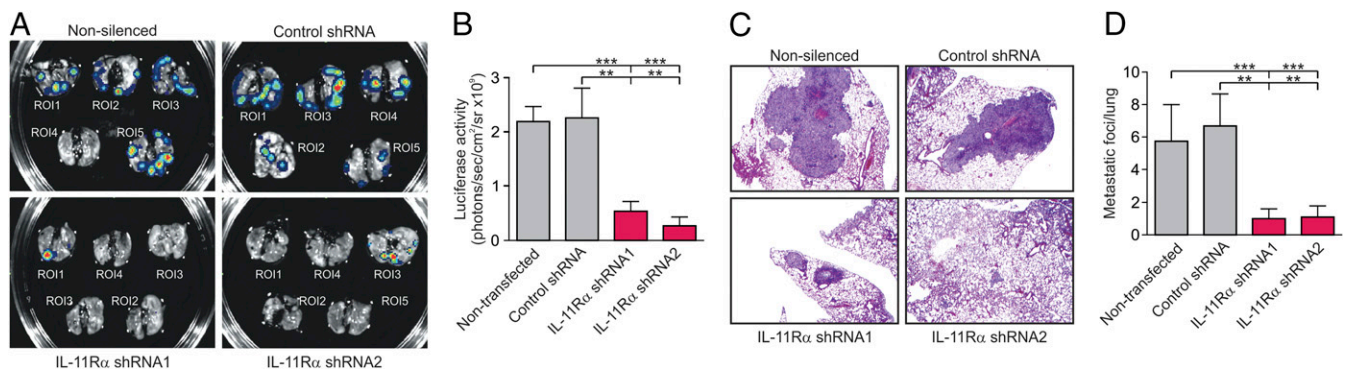 A
Non-silenced
Control shRNA
ROI1
ROI2
ROI3
ROI4
ROI5
ROI1
ROI3
ROI4
ROI2
ROI5
ROI1
ROI4
ROI3
ROI3
ROI2
ROI1
ROI4
ROI3
ROI2
ROI5
IL-11Rα shRNA1
IL-11Rα shRNA2
B
*** ***
** **
Luciferase activity
(photons/sec/cm²/sr x10⁹)
3
2
1
0
Non-transfected
Control shRNA
IL-11Rα shRNA1
IL-11Rα shRNA2
C
Non-silenced
Control shRNA
IL-11Rα shRNA1
IL-11Rα shRNA2
D
*** ***
** **
Metastatic foci/lung
10
8
6
4
2
0
Non-transfected
Control shRNA
IL-11Rα shRNA1
IL-11Rα shRNA2